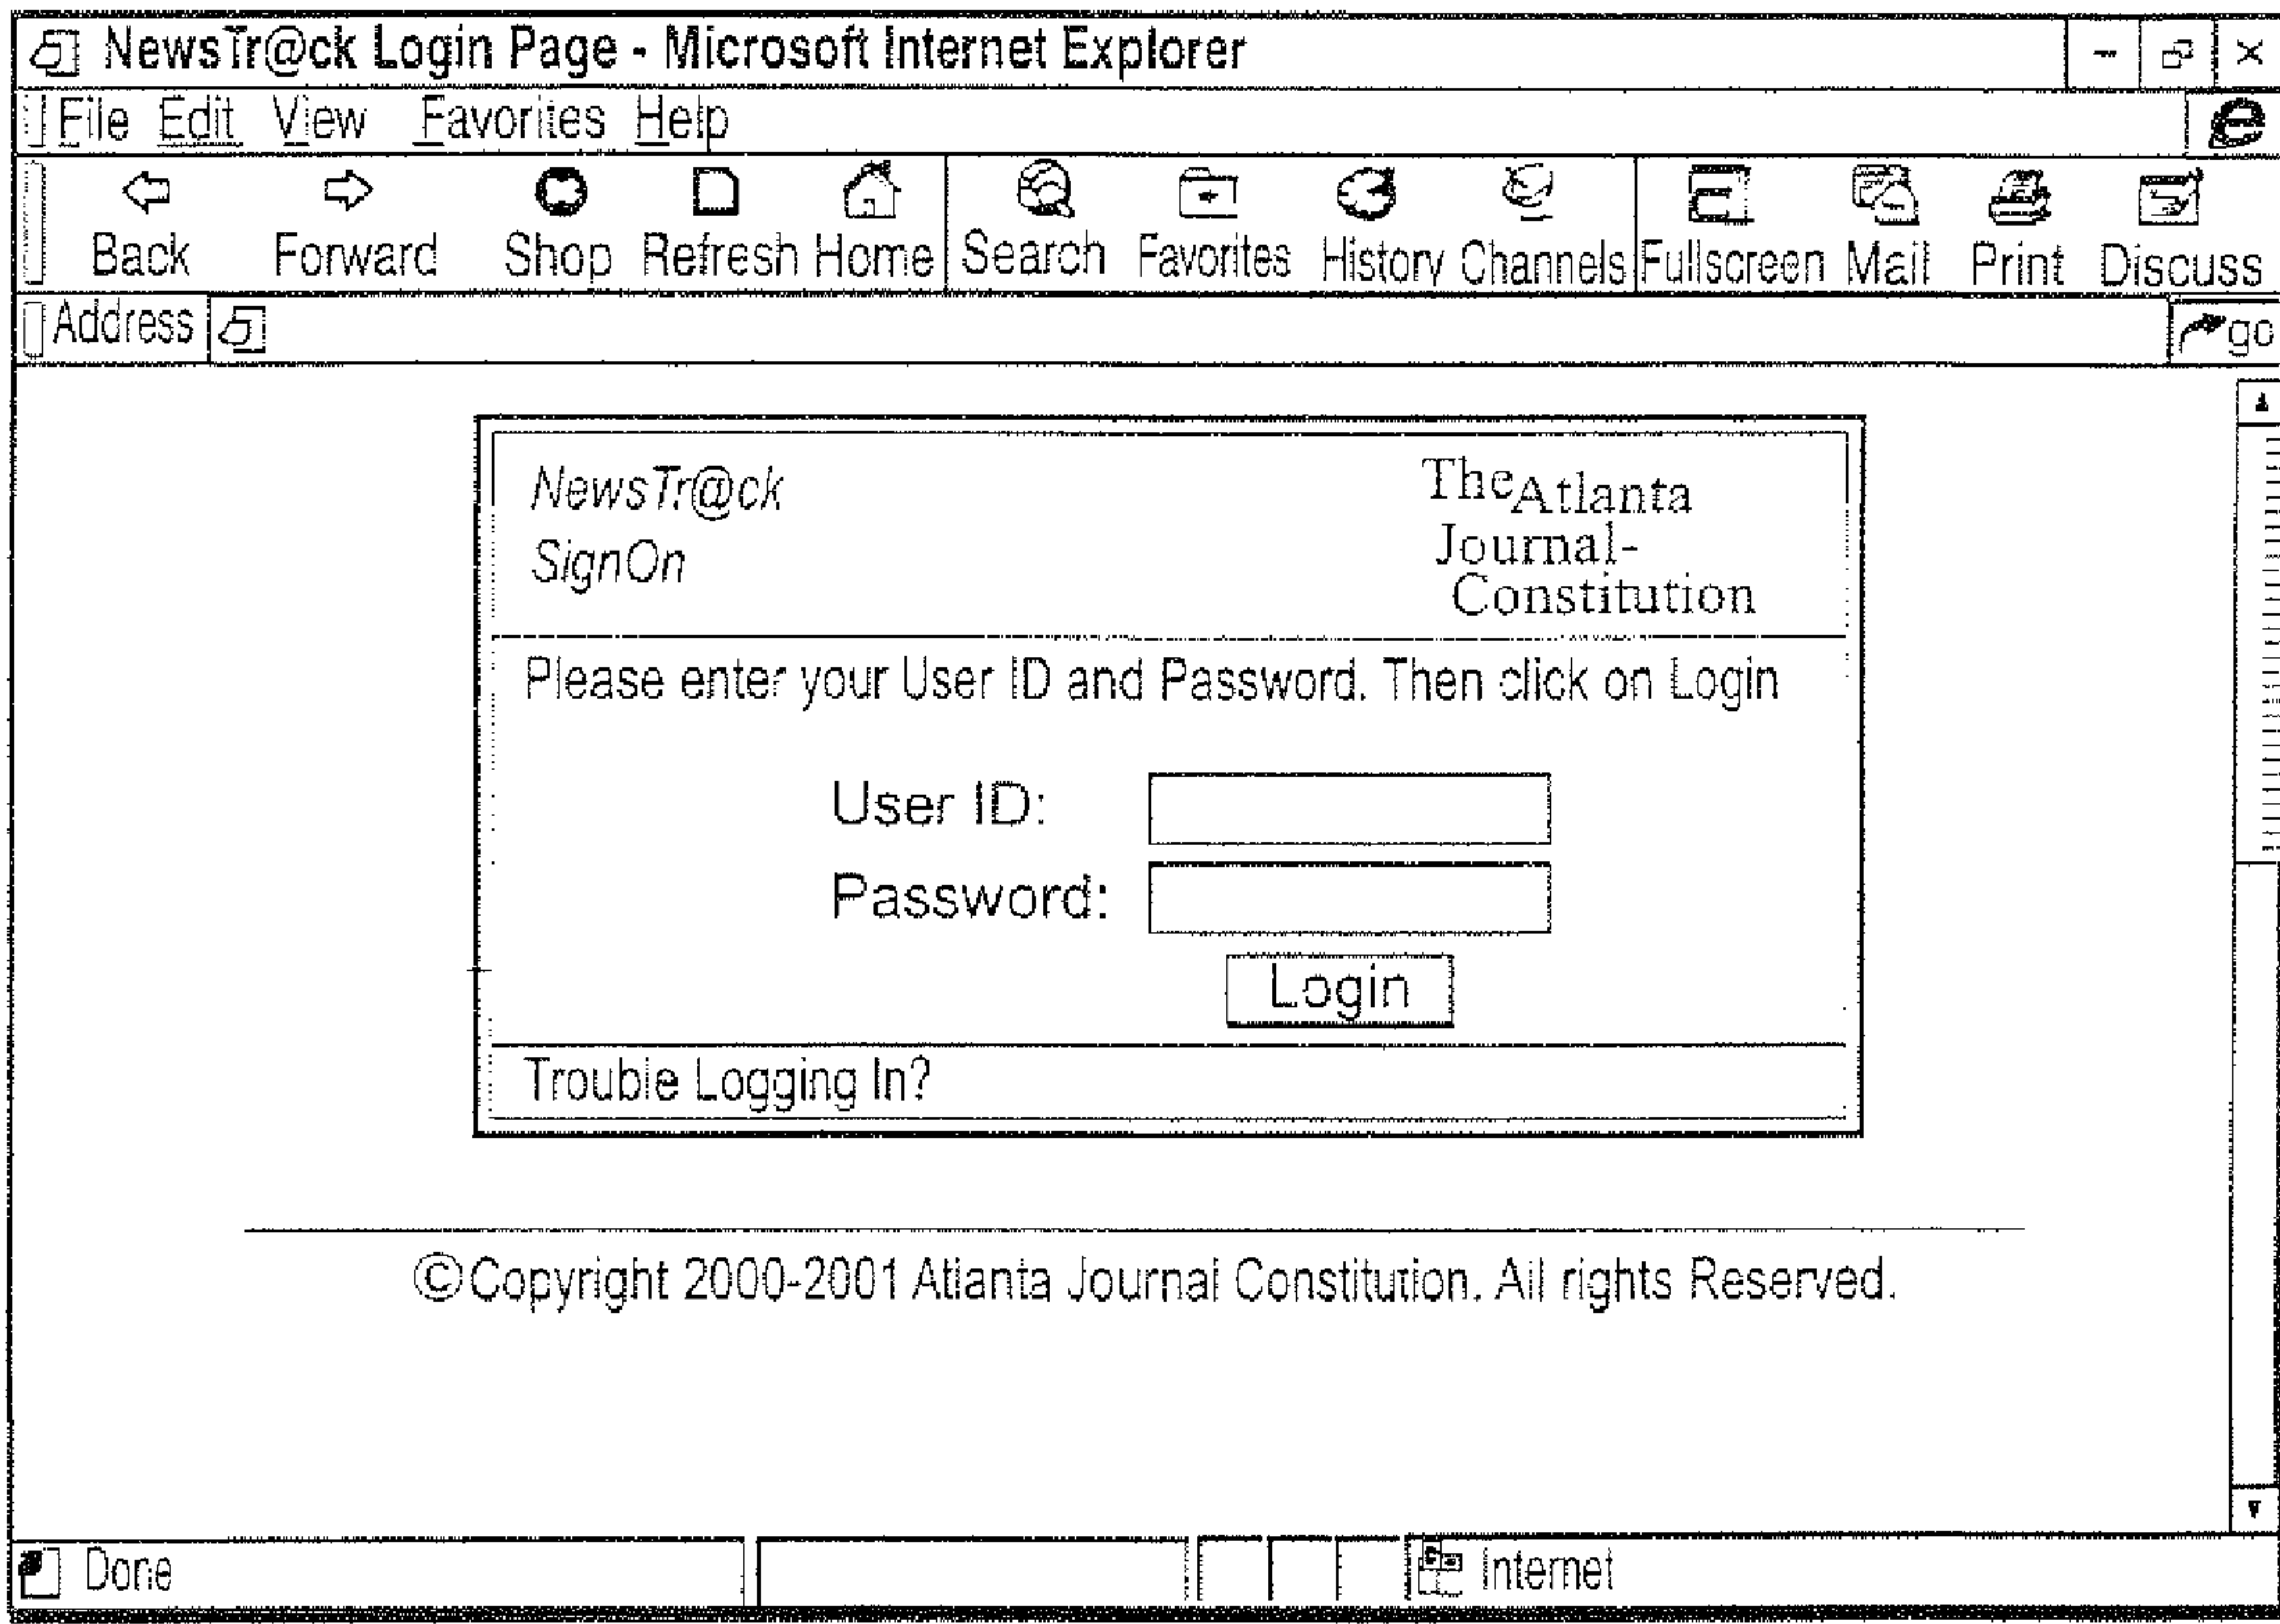 NewsTr@ck Login Page - Microsoft Internet Explorer
File Edit View Favorites Help
Back Forward Shop Refresh Home Search Favorites History Channels Fullscreen Mail Print Discuss
Address go
NewsTr@ck
SignOn
The Atlanta
Journal-
Constitution
Please enter your User ID and Password. Then click on Login
User ID:
Password:
Login
Trouble Logging In?
©Copyright 2000-2001 Atlanta Journal Constitution. All rights Reserved.
Done Internet